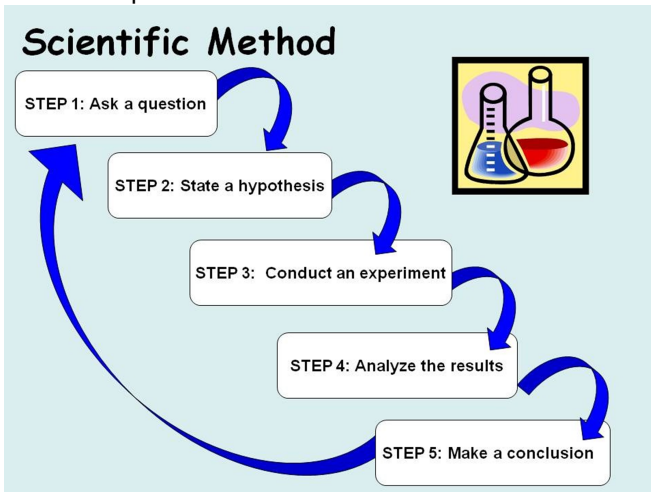 Scientific Method
STEP 1: Ask a question
STEP 2: State a hypothesis
STEP 3: Conduct an experiment
STEP 4: Analyze the results
STEP 5: Make a conclusion